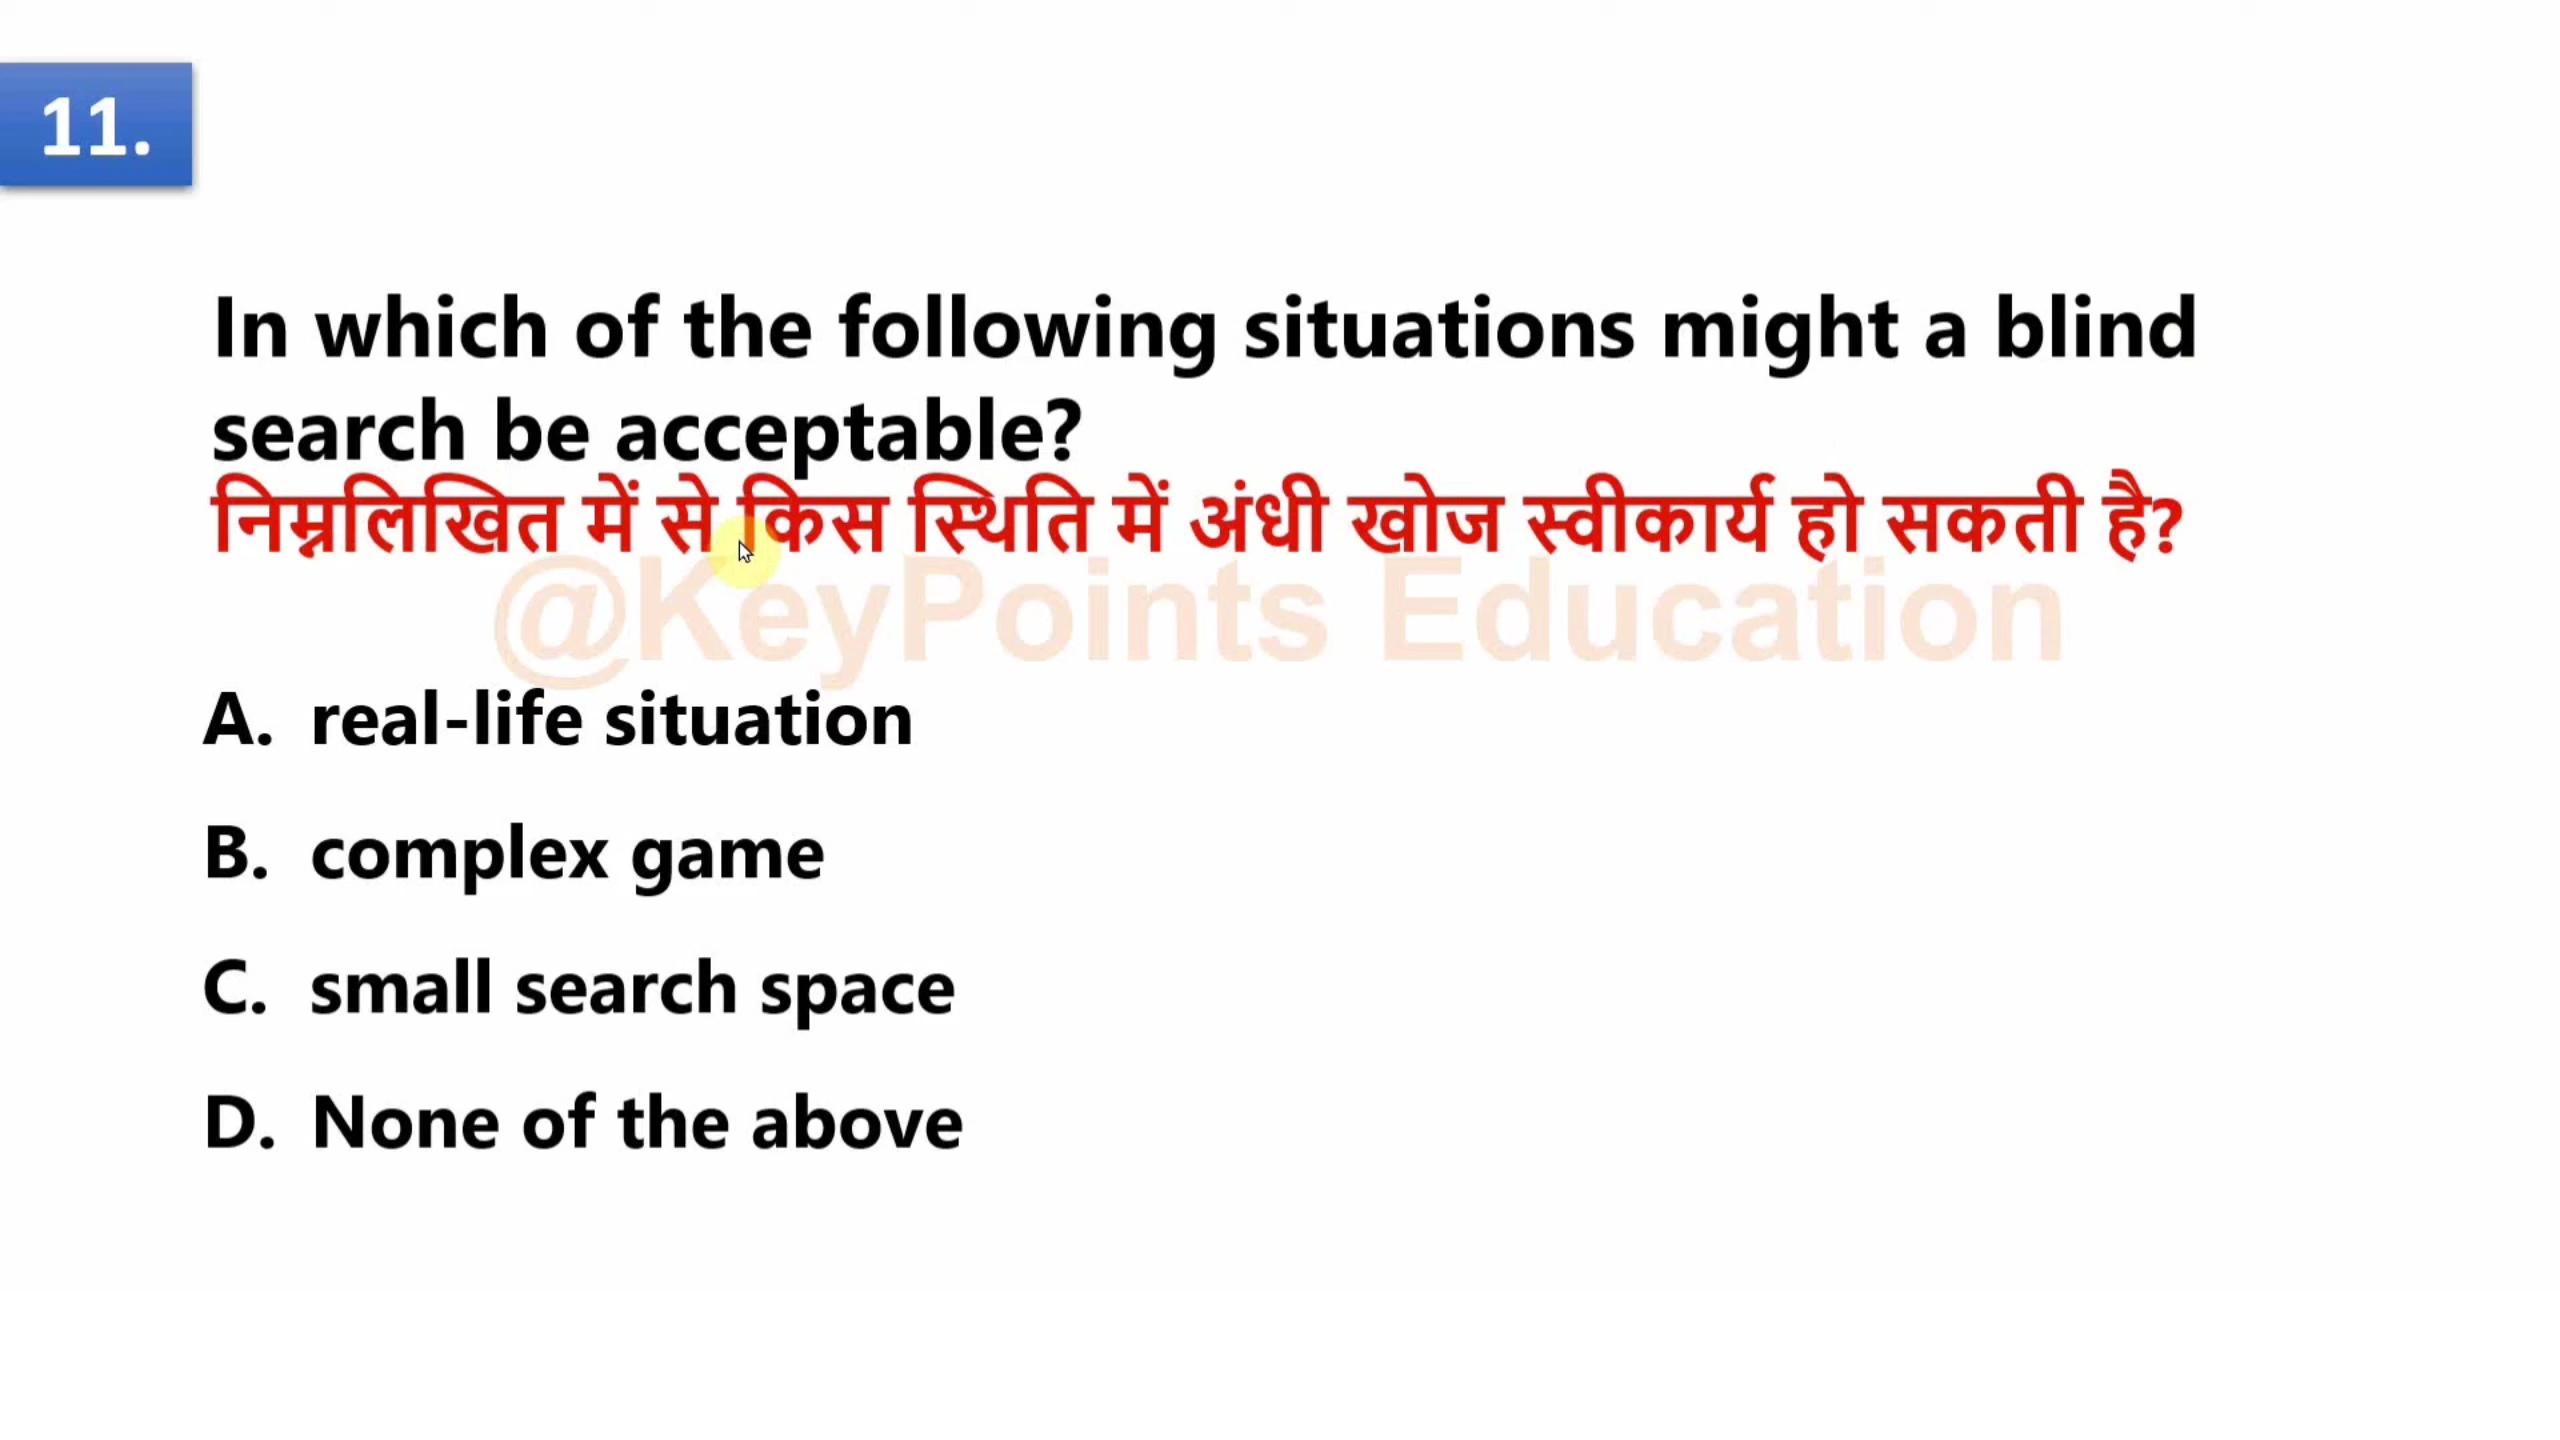 11.
In which of the following situations might a blind
search be acceptable?
निम्नलिखित में से किस स्थिति में अंधी खोज स्वीकार्य हो सकती है?
@KeyPoints Education
A. real-life situation
B. complex game
C. small search space
D. None of the above